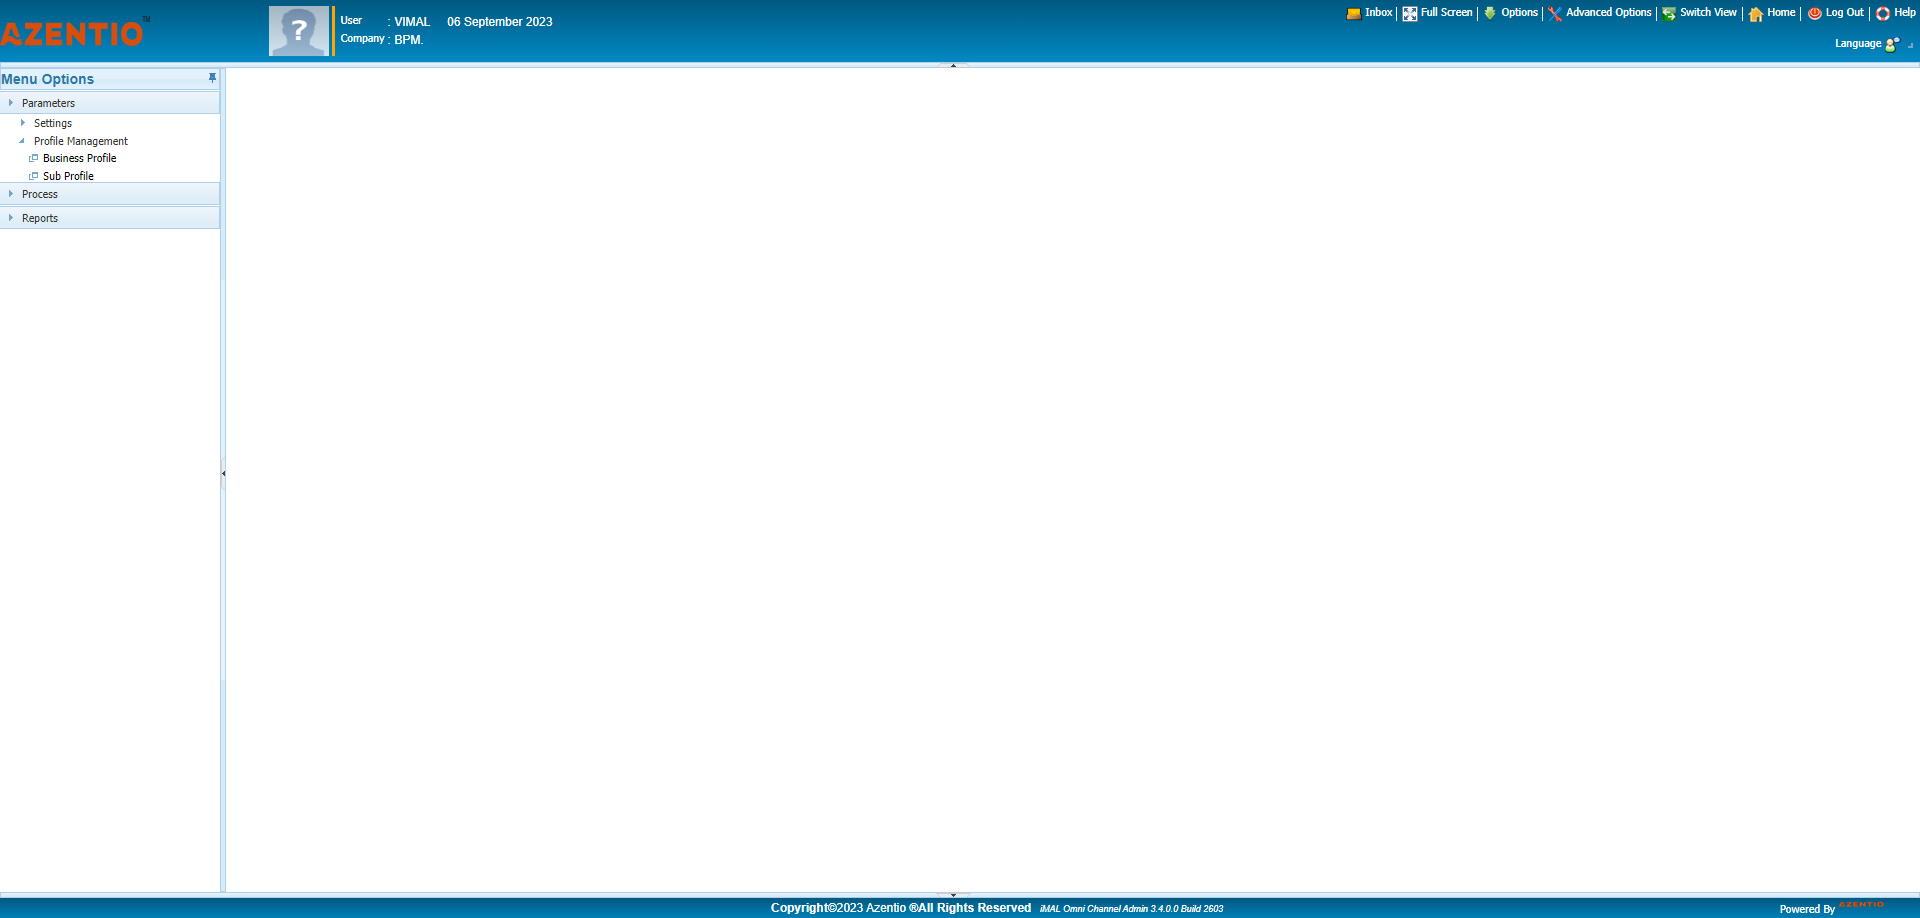 AZENTIO™
?
User : VIMAL 06 September 2023
Company : BPM.
Inbox Full Screen Options Advanced Options Switch View Home Log Out Help
Language
Menu Options
Parameters
Settings
Profile Management
Business Profile
Sub Profile
Process
Reports
Copyright©2023 Azentio ®All Rights Reserved iMAL Omni Channel Admin 3.4.0.0 Build 2603
Powered By AZENTIO